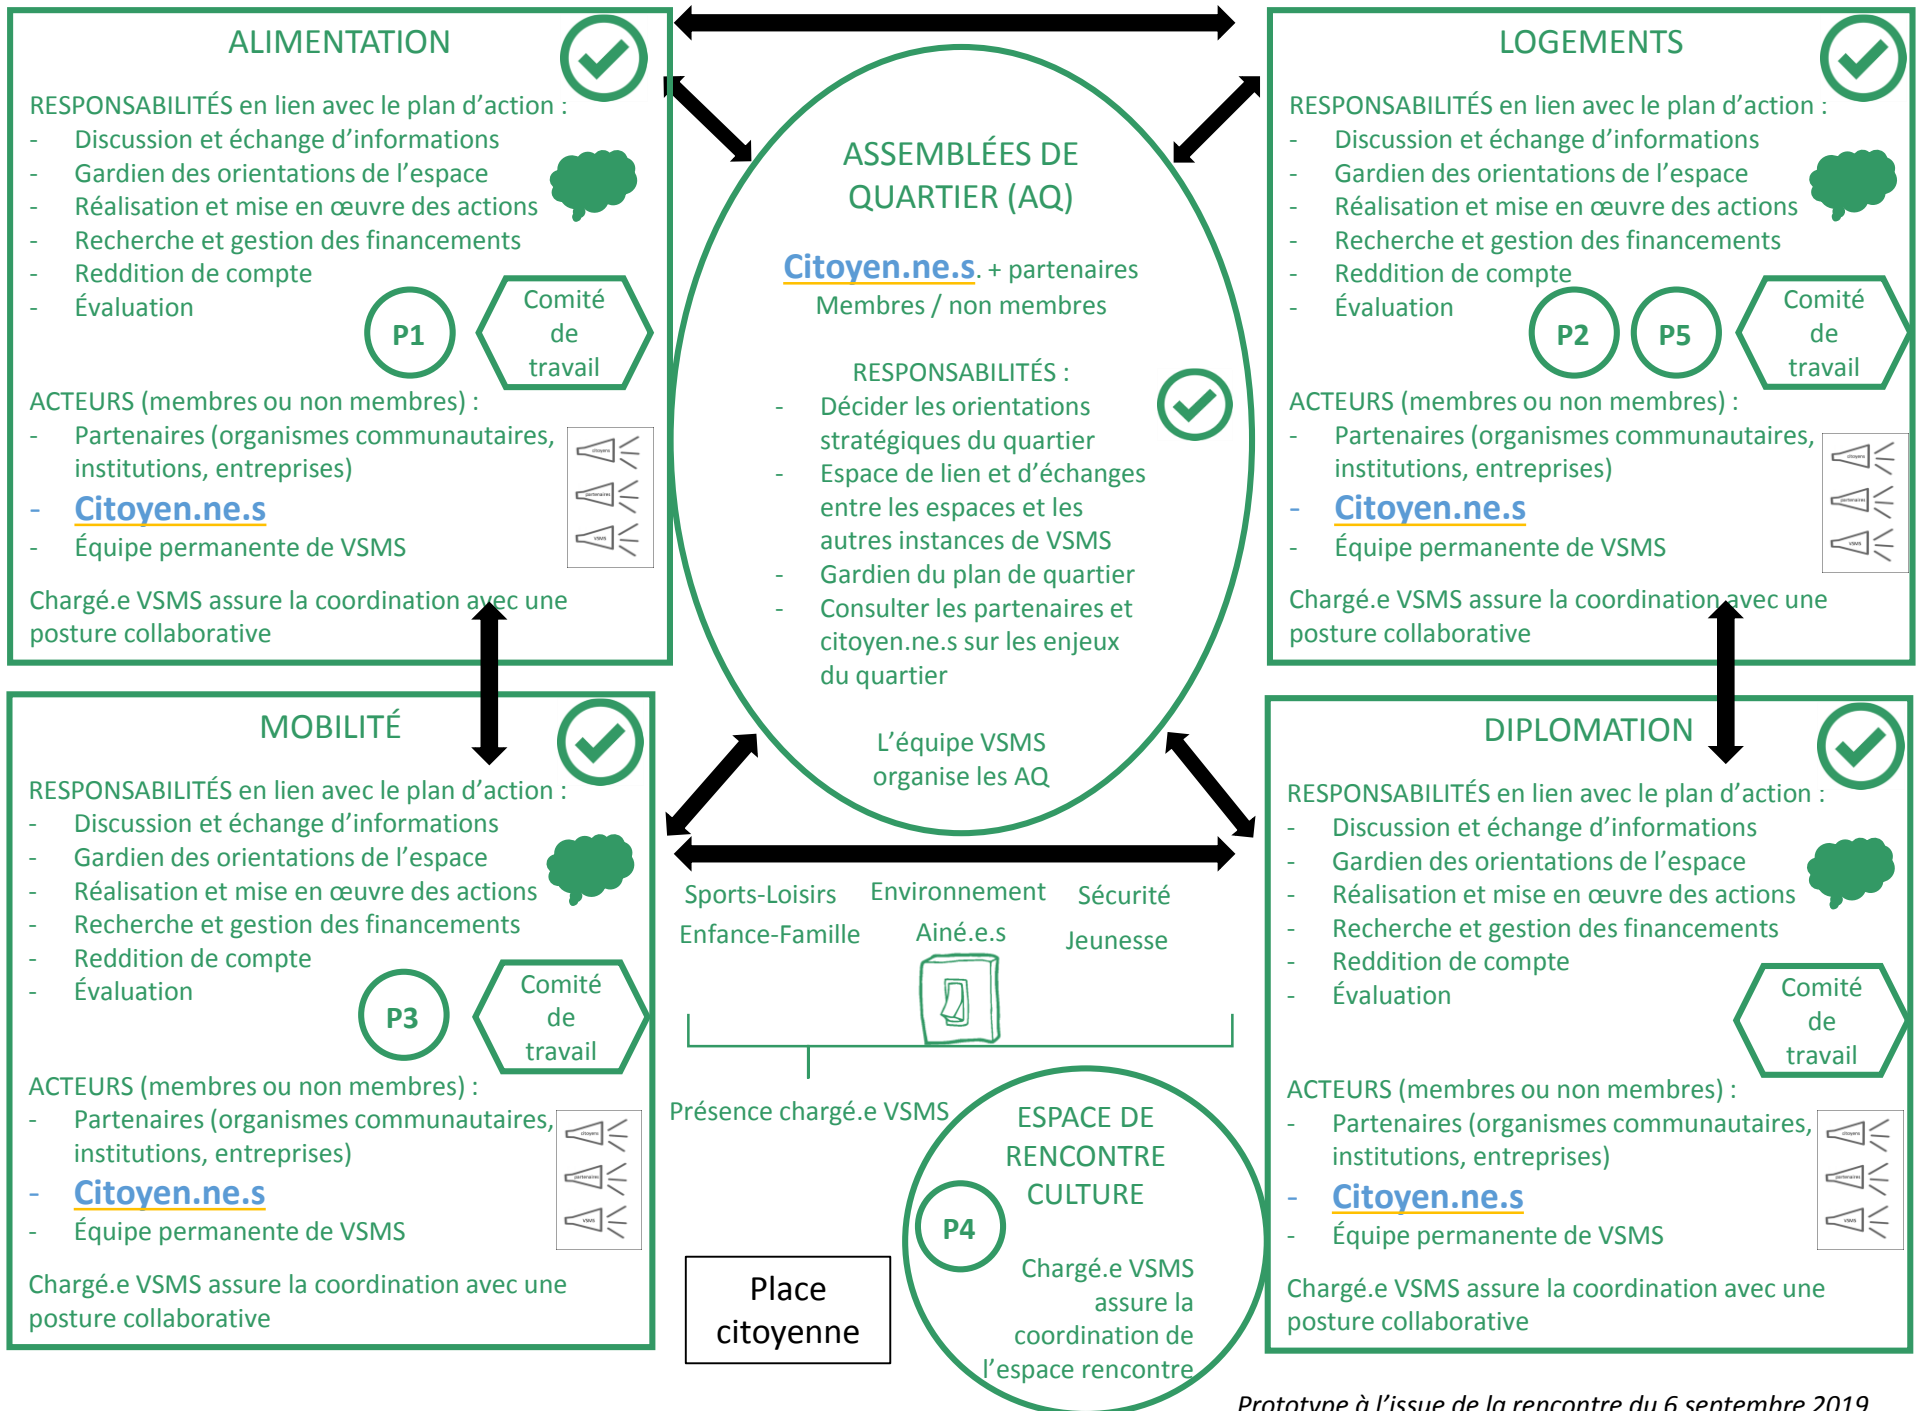 ALIMENTATION
RESPONSABILITÉS en lien avec le plan d'action :
- Discussion et échange d'informations
- Gardien des orientations de l'espace
- Réalisation et mise en œuvre des actions
- Recherche et gestion des financements
- Reddition de compte
- Évaluation
P1
Comité
de
travail
ACTEURS (membres ou non membres) :
- Partenaires (organismes communautaires,
institutions, entreprises)
- Citoyen.ne.s
- Équipe permanente de VSMS
citoyens
partenaires
VSMS
Chargé.e VSMS assure la coordination avec une
posture collaborative
ASSEMBLÉES DE
QUARTIER (AQ)
Citoyen.ne.s. + partenaires
Membres / non membres
RESPONSABILITÉS :
- Décider les orientations
stratégiques du quartier
- Espace de lien et d'échanges
entre les espaces et les
autres instances de VSMS
- Gardien du plan de quartier
- Consulter les partenaires et
citoyen.ne.s sur les enjeux
du quartier
L'équipe VSMS
organise les AQ
LOGEMENTS
RESPONSABILITÉS en lien avec le plan d'action :
- Discussion et échange d'informations
- Gardien des orientations de l'espace
- Réalisation et mise en œuvre des actions
- Recherche et gestion des financements
- Reddition de compte
- Évaluation
P2
P5
Comité
de
travail
ACTEURS (membres ou non membres) :
- Partenaires (organismes communautaires,
institutions, entreprises)
- Citoyen.ne.s
- Équipe permanente de VSMS
citoyens
partenaires
VSMS
Chargé.e VSMS assure la coordination avec une
posture collaborative
MOBILITÉ
RESPONSABILITÉS en lien avec le plan d'action :
- Discussion et échange d'informations
- Gardien des orientations de l'espace
- Réalisation et mise en œuvre des actions
- Recherche et gestion des financements
- Reddition de compte
- Évaluation
P3
Comité
de
travail
ACTEURS (membres ou non membres) :
- Partenaires (organismes communautaires,
institutions, entreprises)
- Citoyen.ne.s
- Équipe permanente de VSMS
citoyens
partenaires
VSMS
Chargé.e VSMS assure la coordination avec une
posture collaborative
Sports-Loisirs Environnement Sécurité
Enfance-Famille Ainé.e.s Jeunesse
Présence chargé.e VSMS
Place
citoyenne
ESPACE DE
RENCONTRE
CULTURE
P4
Chargé.e VSMS
assure la
coordination de
l'espace rencontre
DIPLOMATION
RESPONSABILITÉS en lien avec le plan d'action :
- Discussion et échange d'informations
- Gardien des orientations de l'espace
- Réalisation et mise en œuvre des actions
- Recherche et gestion des financements
- Reddition de compte
- Évaluation
Comité
de
travail
ACTEURS (membres ou non membres) :
- Partenaires (organismes communautaires,
institutions, entreprises)
- Citoyen.ne.s
- Équipe permanente de VSMS
citoyens
partenaires
VSMS
Chargé.e VSMS assure la coordination avec une
posture collaborative
Prototype à l'issue de la rencontre du 6 septembre 2019